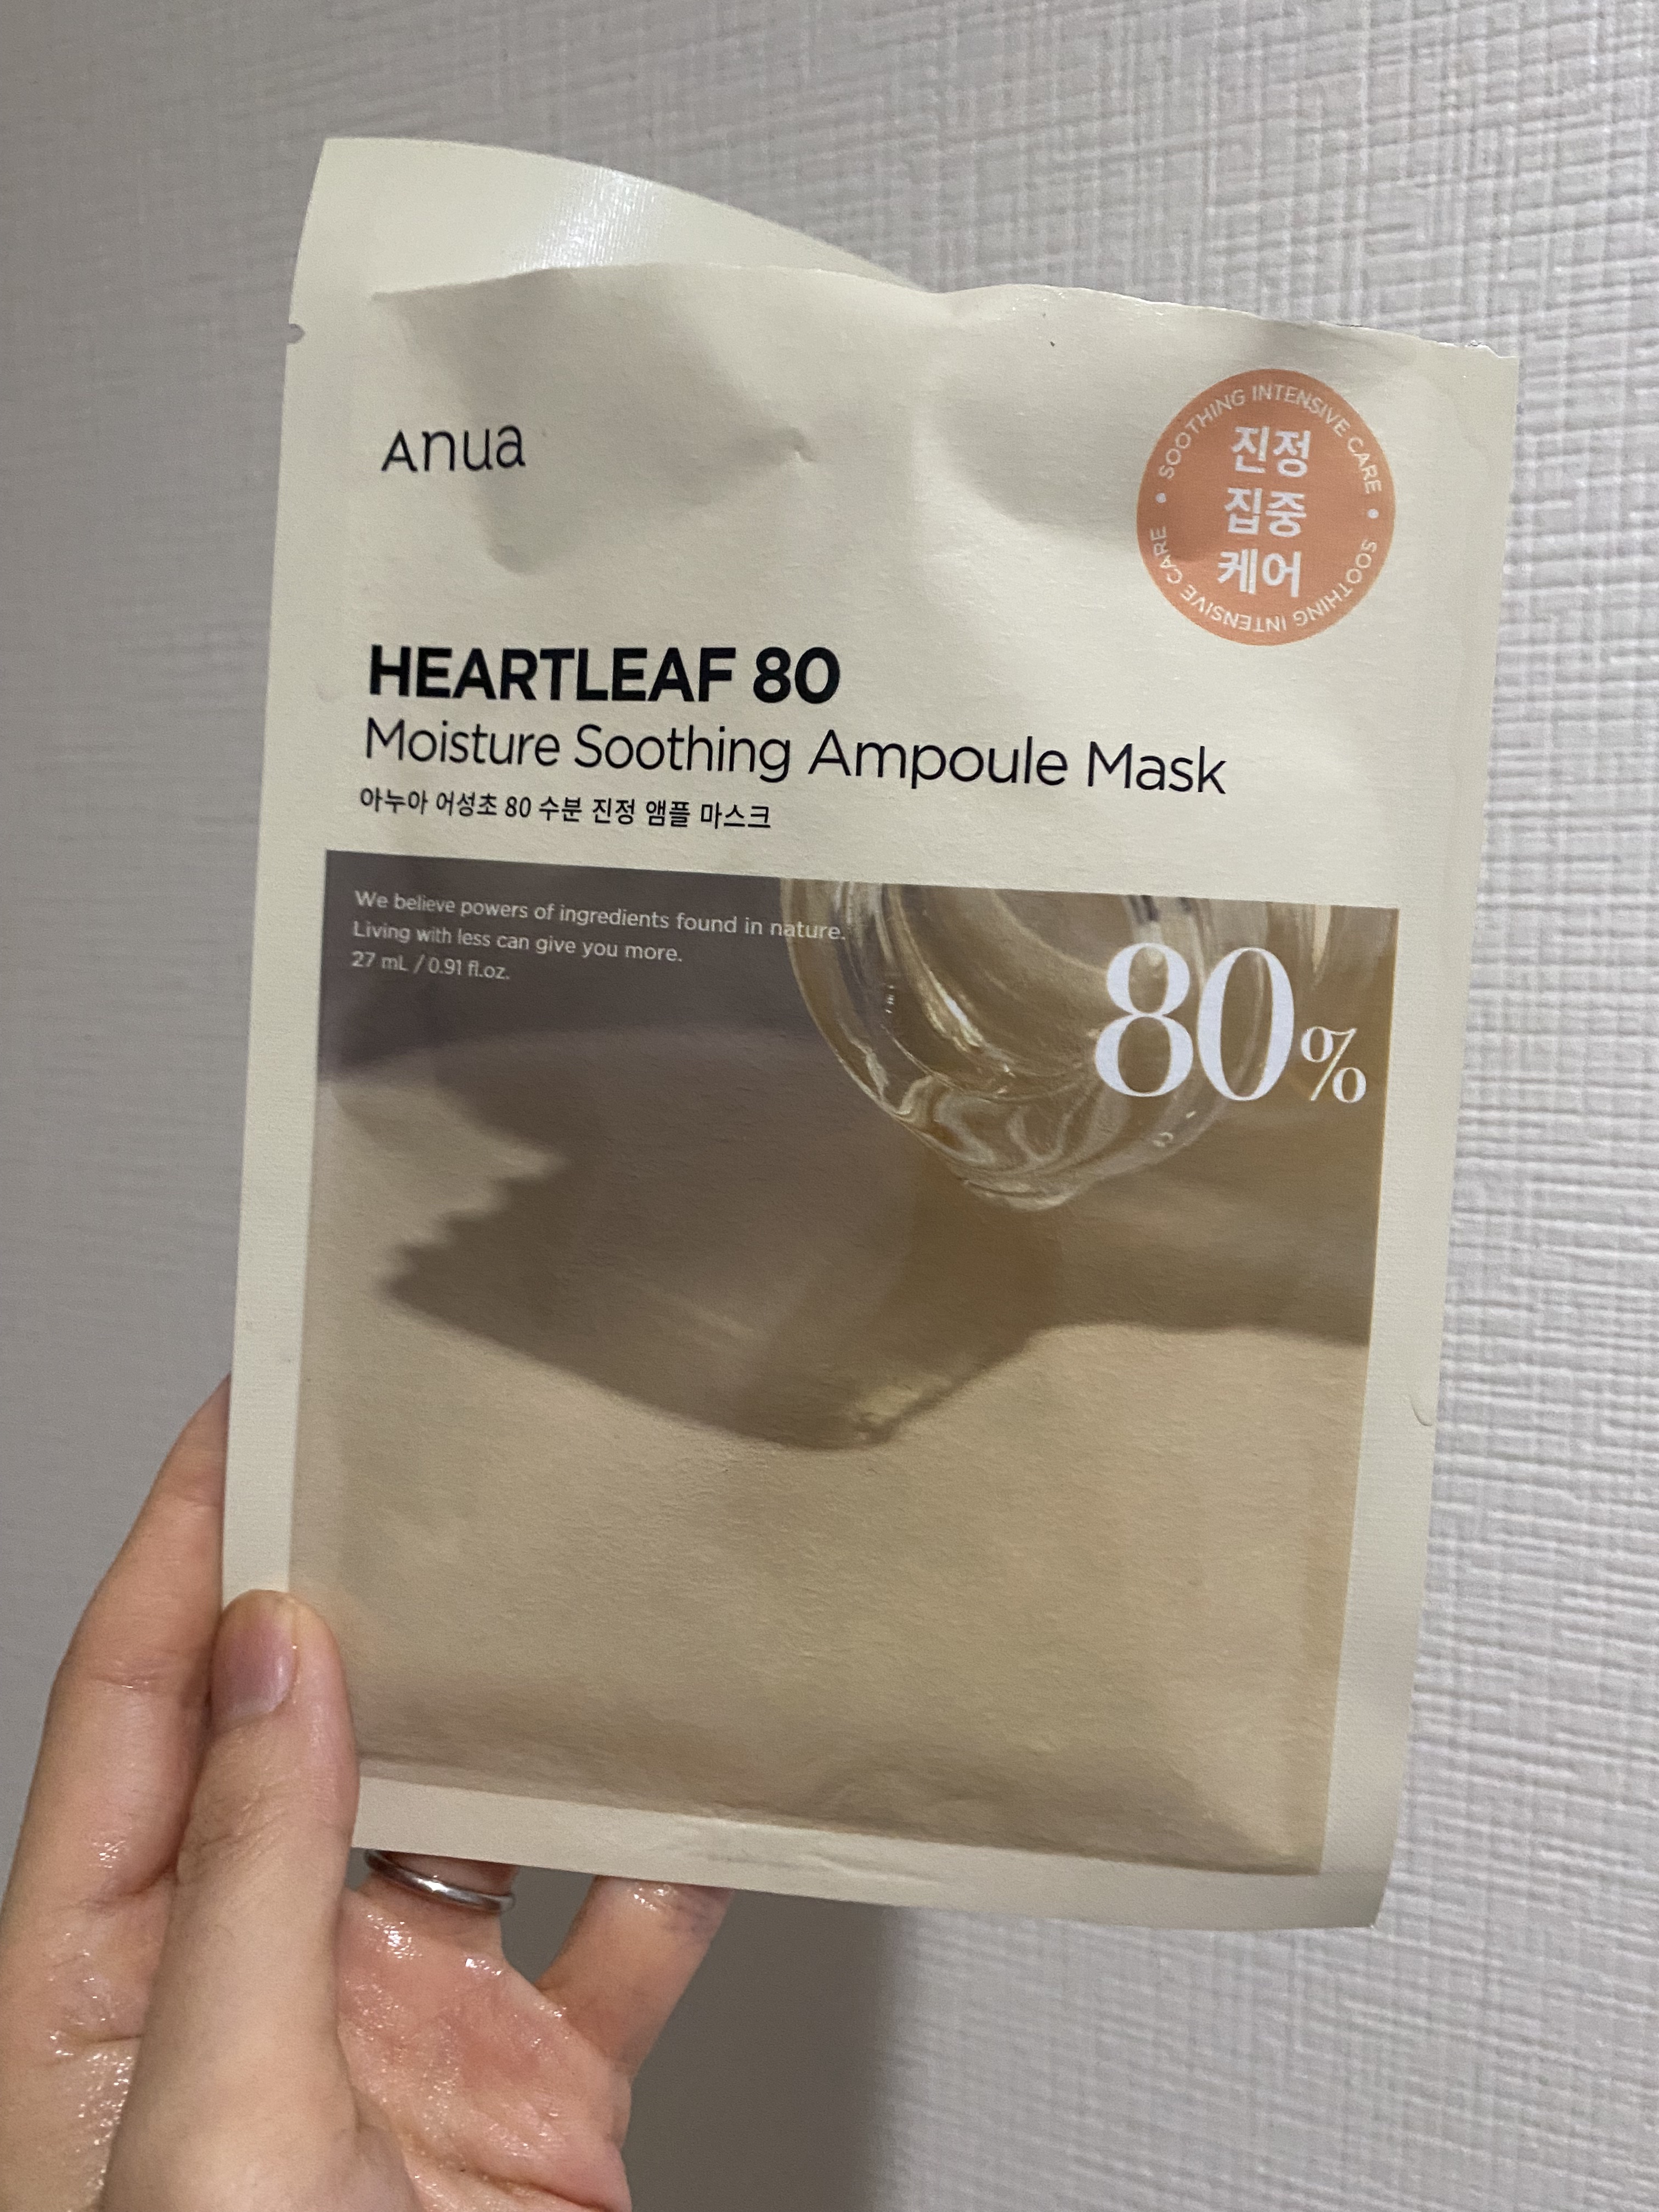 Anua
SOOTHING INTENSIVE CARE • SOOTHING INTENSIVE CARE •
진정
집중
케어
HEARTLEAF 80
Moisture Soothing Ampoule Mask
아누아 어성초 80 수분 진정 앰플 마스크
We believe powers of ingredients found in nature.
Living with less can give you more.
27 mL / 0.91 fl.oz.
80%